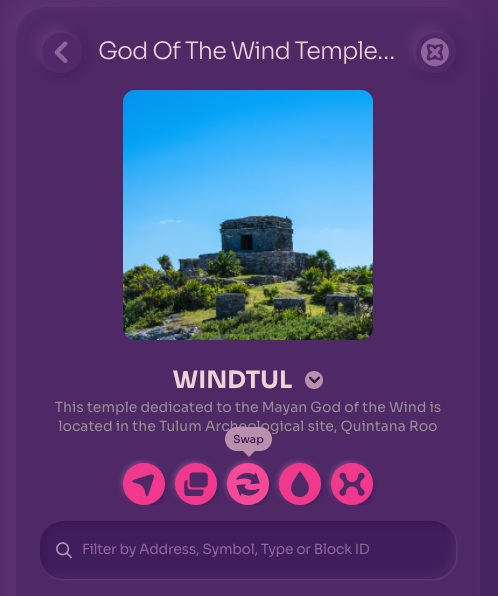 God Of The Wind Temple...
WINDTUL
This temple dedicated to the Mayan God of the Wind is
located in the Tulum Archeological site, Quintana Roo
Swap
Filter by Address, Symbol, Type or Block ID